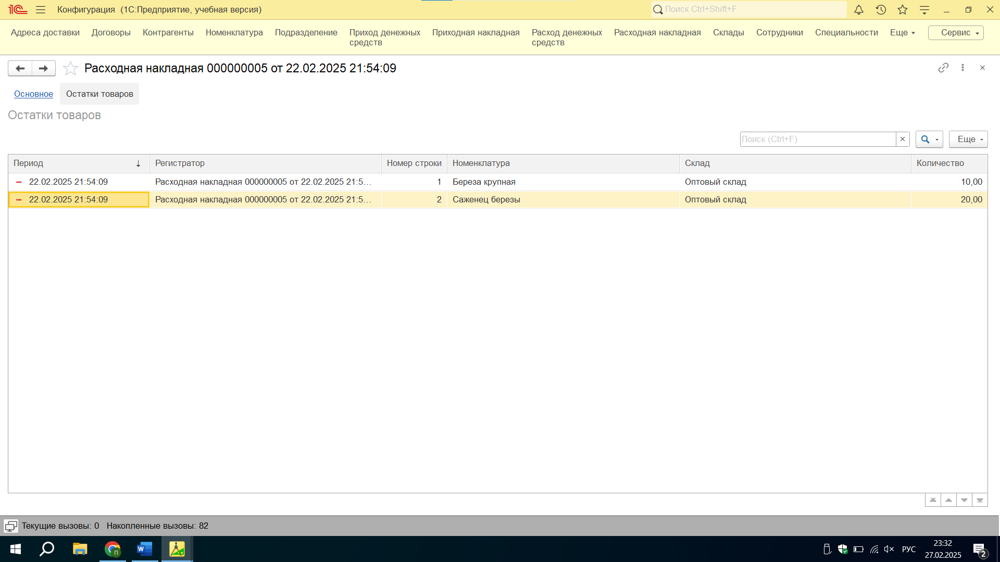 1С Конфигурация (1С:Предприятие, учебная версия)
Поиск Ctrl+Shift+F
Адреса доставки
Договоры
Контрагенты
Номенклатура
Подразделение
Приход денежных
средств
Приходная накладная
Расход денежных
средств
Расходная накладная
Склады
Сотрудники
Специальности
Еще
Сервис
Расходная накладная 000000005 от 22.02.2025 21:54:09
Основное
Остатки товаров
Остатки товаров
Поиск (Ctrl+F)
Еще
Период Регистратор Номер строки Номенклатура Склад Количество
22.02.2025 21:54:09 Расходная накладная 000000005 от 22.02.2025 21:5... 1 Береза крупная Оптовый склад 10,00
22.02.2025 21:54:09 Расходная накладная 000000005 от 22.02.2025 21:5... 2 Саженец березы Оптовый склад 20,00
Текущие вызовы: 0 Накопленные вызовы: 82
n
W
РУС
23:32
27.02.2025
2